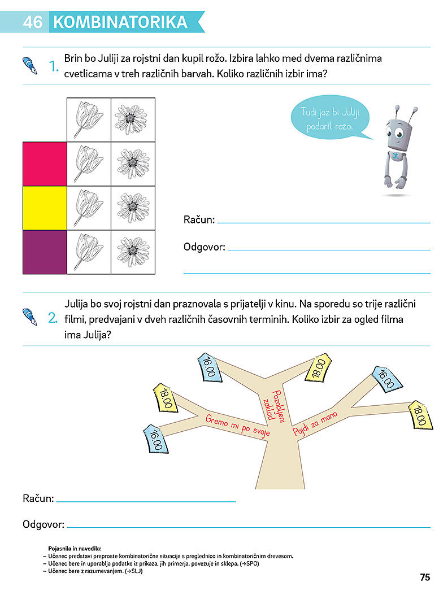 46 KOMBINATORIKA
1. Brin bo Juliji za rojstni dan kupil rožo. Izbira lahko med dvema različnima
cvetlicama v treh različnih barvah. Koliko različnih izbir ima?
Tudi jaz bi Juliji
podaril rožo.
Račun:
Odgovor:
2. Julija bo svoj rojstni dan praznovala s prijatelji v kinu. Na sporedu so trije različni
filmi, predvajani v dveh različnih časovnih terminih. Koliko izbir za ogled filma
ima Julija?
16.00
18.00
16.00
18.00
18.00
16.00
Gremo mi po svoje
Pozabljeni
zaklad
Pojdi za mano
Račun:
Odgovor:
Pojasnila in navodila:
– Učenec predstavi preproste kombinatorične situacije s preglednico in kombinatoričnim drevesom.
– Učenec bere in uporablja podatke iz prikaza, jih primerja, povezuje in sklepa. (→SPO)
– Učenec bere z razumevanjem. (→SLJ)
75